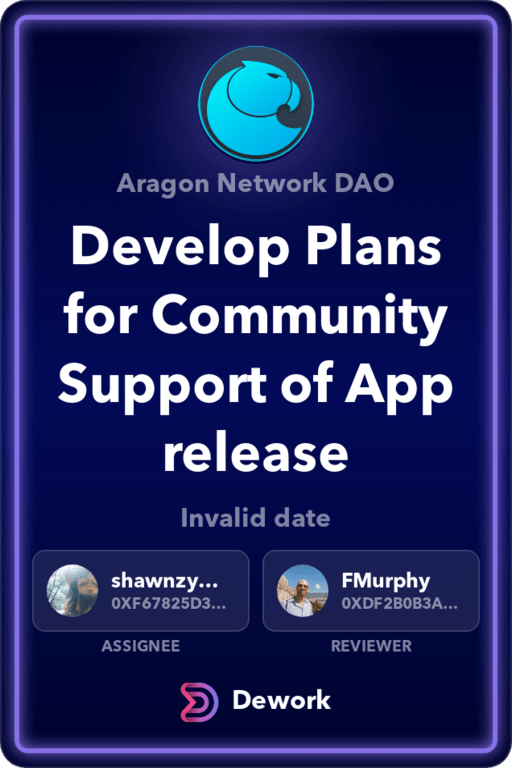 Aragon Network DAO
Develop Plans
for Community
Support of App
release
Invalid date
shawnzy... FMurphy
0XF67825D3... 0XDF2B0B3A...
ASSIGNEE REVIEWER
Dework